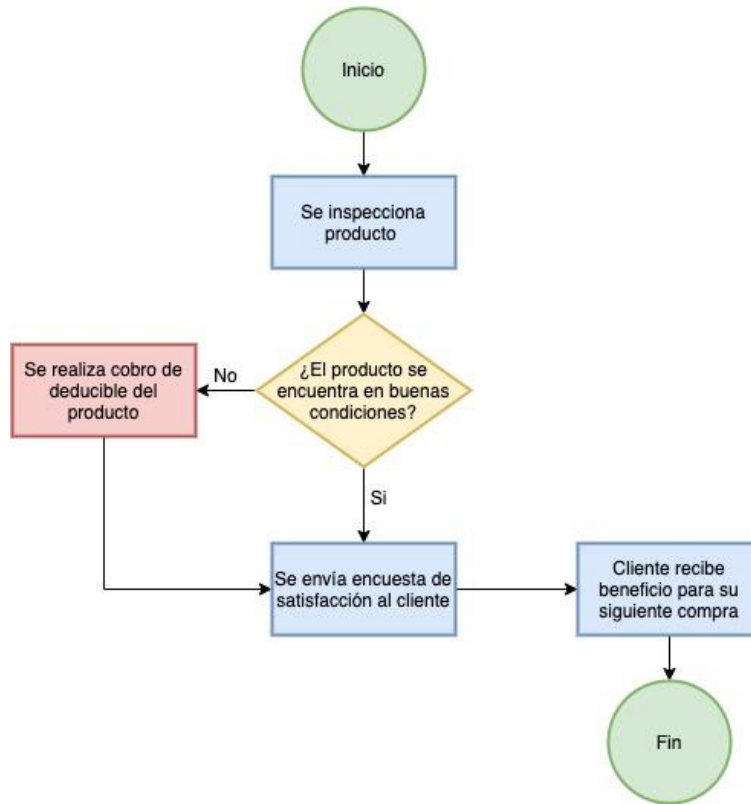 Inicio
Se inspecciona
producto
¿El producto se
encuentra en buenas
condiciones?
No
Se realiza cobro de
deducible del
producto
Si
Se envía encuesta de
satisfacción al cliente
Cliente recibe
beneficio para su
siguiente compra
Fin